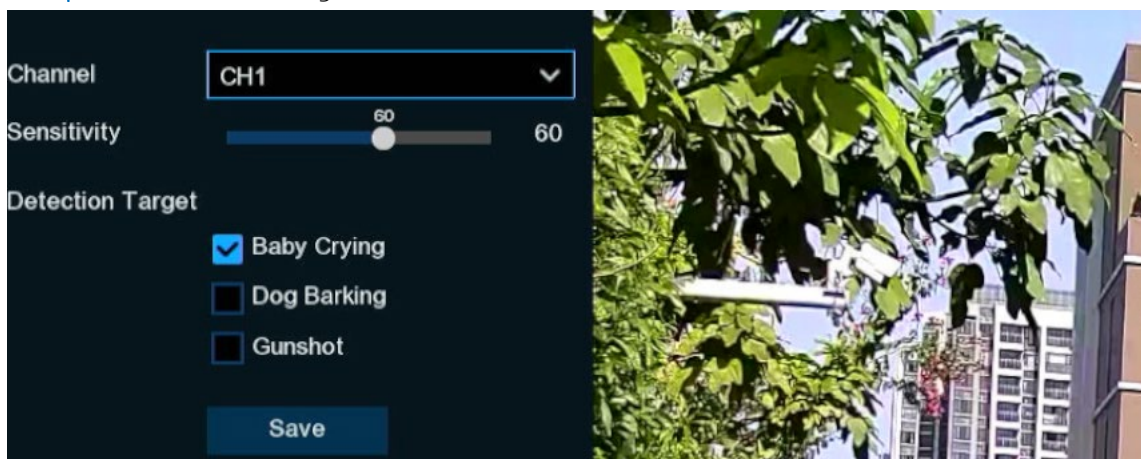 Channel
CH1
60
Sensitivity
60
Detection Target
Baby Crying
Dog Barking
Gunshot
Save